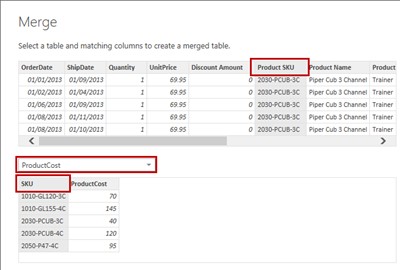 Merge
Select a table and matching columns to create a merged table.
OrderDate ShipDate Quantity UnitPrice Discount Amount Product SKU Product Name Product
01/01/2013 01/09/2013 1 69.95 0 2030-PCUB-3C Piper Cub 3 Channel Trainer
01/02/2013 01/04/2013 1 69.95 0 2030-PCUB-3C Piper Cub 3 Channel Trainer
01/06/2013 01/09/2013 1 69.95 0 2030-PCUB-3C Piper Cub 3 Channel Trainer
01/08/2013 01/11/2013 1 69.95 0 2030-PCUB-3C Piper Cub 3 Channel Trainer
01/08/2013 01/10/2013 1 69.95 0 2030-PCUB-3C Piper Cub 3 Channel Trainer
ProductCost
SKU ProductCost
1010-GL120-3C 70
1010-GL155-4C 145
2030-PCUB-3C 40
2030-PCUB-4C 120
2050-P47-4C 95